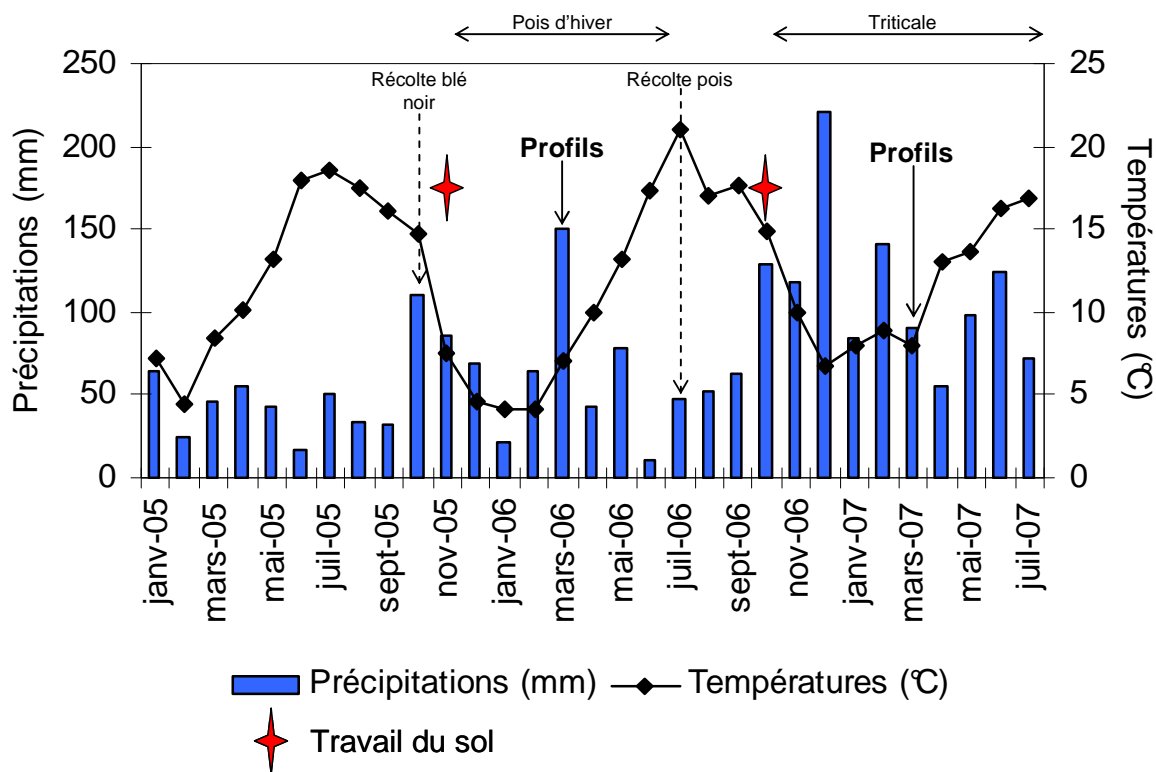 Pois d'hiver
Triticale
250
25
Récolte blé
noir
Récolte pois
200
20
Profils
Profils
150
15
100
10
50
5
0
0
Précipitations (mm)
Températures (°C)
janv-05
mars-05
mai-05
juil-05
sept-05
nov-05
janv-06
mars-06
mai-06
juil-06
sept-06
nov-06
janv-07
mars-07
mai-07
juil-07
Précipitations (mm)
Températures (°C)
Travail du sol